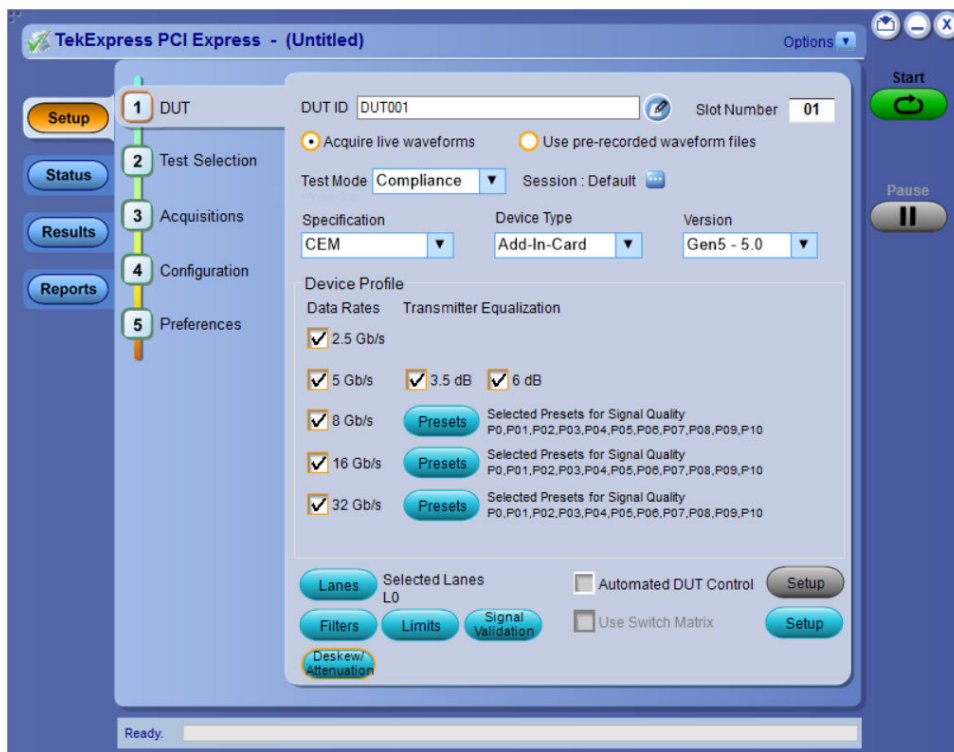 TekExpress PCI Express - (Untitled)
Options
X
Start
Pause
Setup
Status
Results
Reports
1 DUT
2 Test Selection
3 Acquisitions
4 Configuration
5 Preferences
DUT ID DUT001 Slot Number 01
Acquire live waveforms Use pre-recorded waveform files
Test Mode Compliance Session : Default ...
Specification Device Type Version
CEM Add-In-Card Gen5 - 5.0
Device Profile
Data Rates Transmitter Equalization
2.5 Gb/s
5 Gb/s 3.5 dB 6 dB
8 Gb/s Presets Selected Presets for Signal Quality
P0,P01,P02,P03,P04,P05,P06,P07,P08,P09,P10
16 Gb/s Presets Selected Presets for Signal Quality
P0,P01,P02,P03,P04,P05,P06,P07,P08,P09,P10
32 Gb/s Presets Selected Presets for Signal Quality
P0,P01,P02,P03,P04,P05,P06,P07,P08,P09,P10
Lanes Selected Lanes
L0
Automated DUT Control Setup
Filters Limits Signal Validation
Use Switch Matrix Setup
Deskew/
Attenuation
Ready.